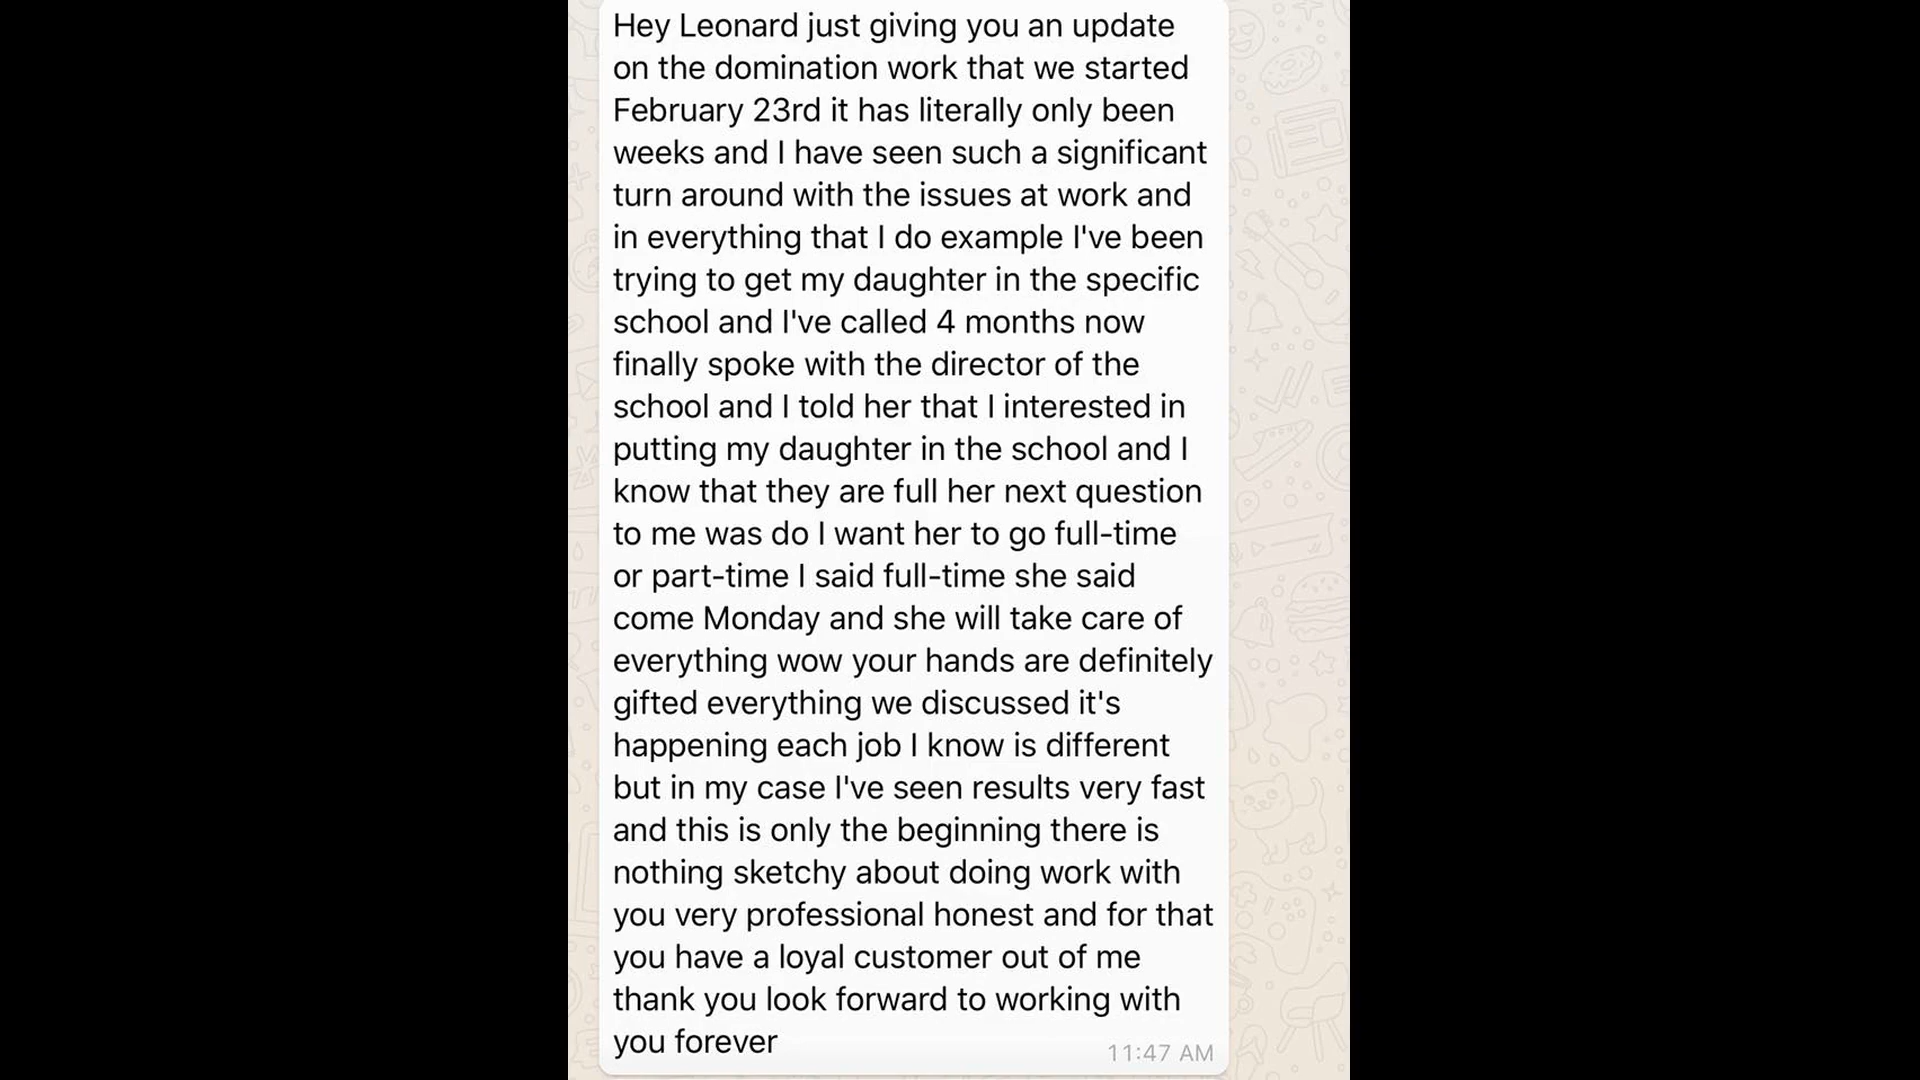 Hey Leonard just giving you an update
on the domination work that we started
February 23rd it has literally only been
weeks and I have seen such a significant
turn around with the issues at work and
in everything that I do example I've been
trying to get my daughter in the specific
school and I've called 4 months now
finally spoke with the director of the
school and I told her that I interested in
putting my daughter in the school and I
know that they are full her next question
to me was do I want her to go full-time
or part-time I said full-time she said
come Monday and she will take care of
everything wow your hands are definitely
gifted everything we discussed it's
happening each job I know is different
but in my case I've seen results very fast
and this is only the beginning there is
nothing sketchy about doing work with
you very professional honest and for that
you have a loyal customer out of me
thank you look forward to working with
you forever
11:47 AM